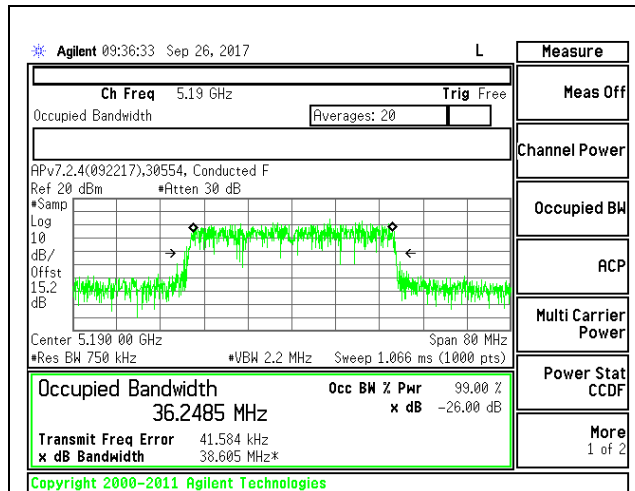 Agilent 09:36:33 Sep 26, 2017 L
Measure
Ch Freq 5.19 GHz Trig Free
Occupied Bandwidth Averages: 20
Meas Off
Channel Power
Occupied BW
ACP
Multi Carrier
Power
Power Stat
CCDF
More
1 of 2
APv7.2.4(092217),30554, Conducted F
Ref 20 dBm #Atten 30 dB
#Samp
Log
10
dB/
Offst
15.2
dB
Center 5.190 00 GHz Span 80 MHz
#Res BW 750 kHz #VBW 2.2 MHz Sweep 1.066 ms (1000 pts)
Occupied Bandwidth Occ BW % Pwr 99.00 %
36.2485 MHz x dB -26.00 dB
Transmit Freq Error 41.584 kHz
x dB Bandwidth 38.605 MHz*
Copyright 2000-2011 Agilent Technologies